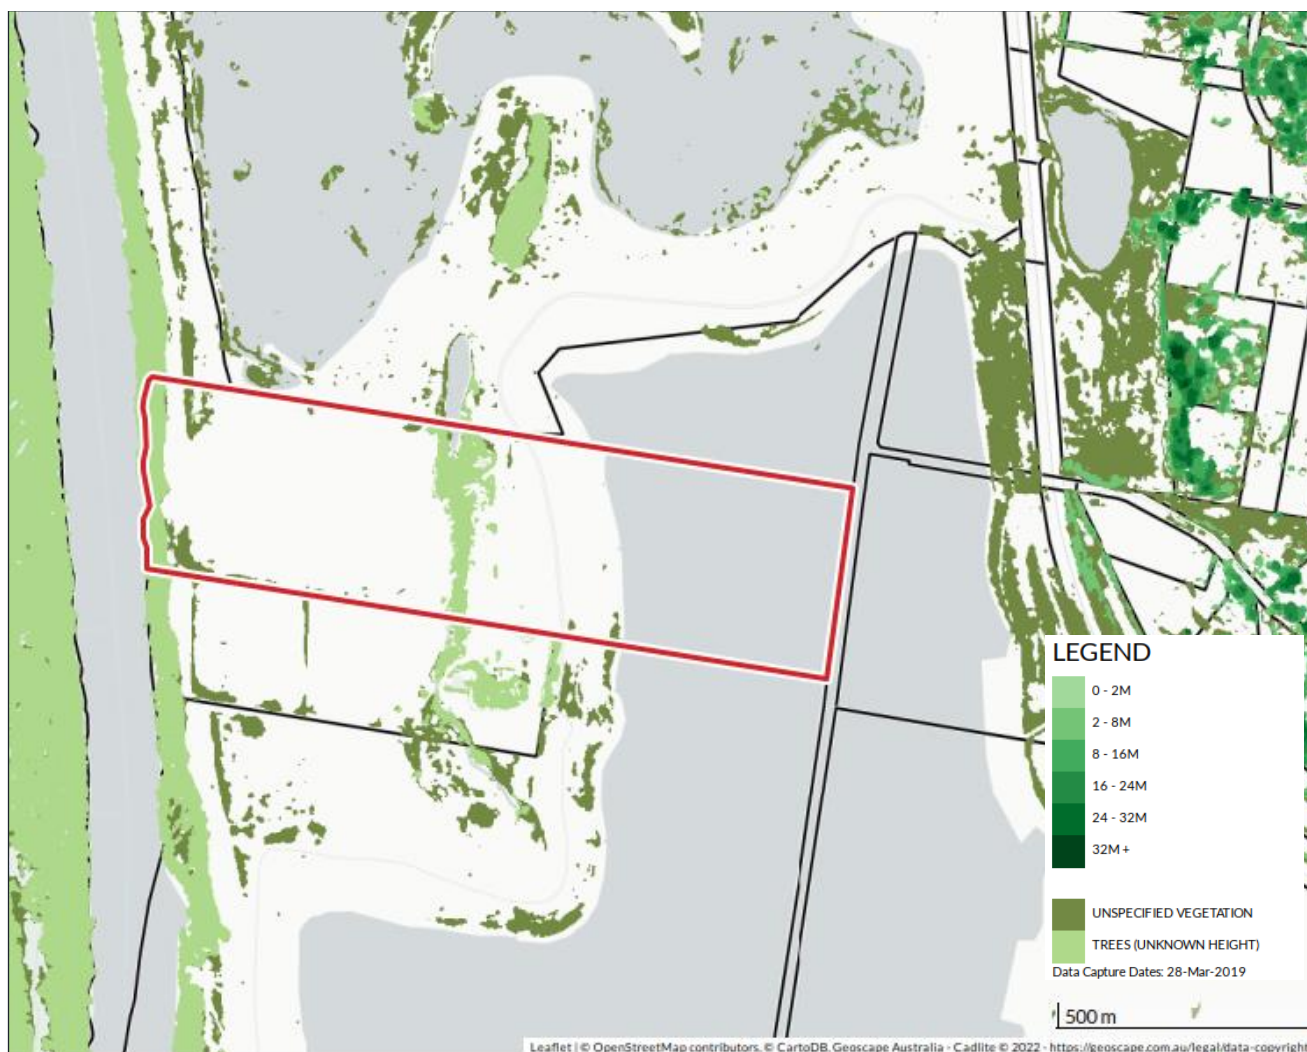 LEGEND
0 - 2M
2 - 8M
8 - 16M
16 - 24M
24 - 32M
32M +
UNSPECIFIED VEGETATION
TREES (UNKNOWN HEIGHT)
Data Capture Dates: 28-Mar-2019
500 m
Leaflet | © OpenStreetMap contributors, © CartoDB, Geoscape Australia - Cadlite © 2022 - https://geoscape.com.au/legal/data-copyright